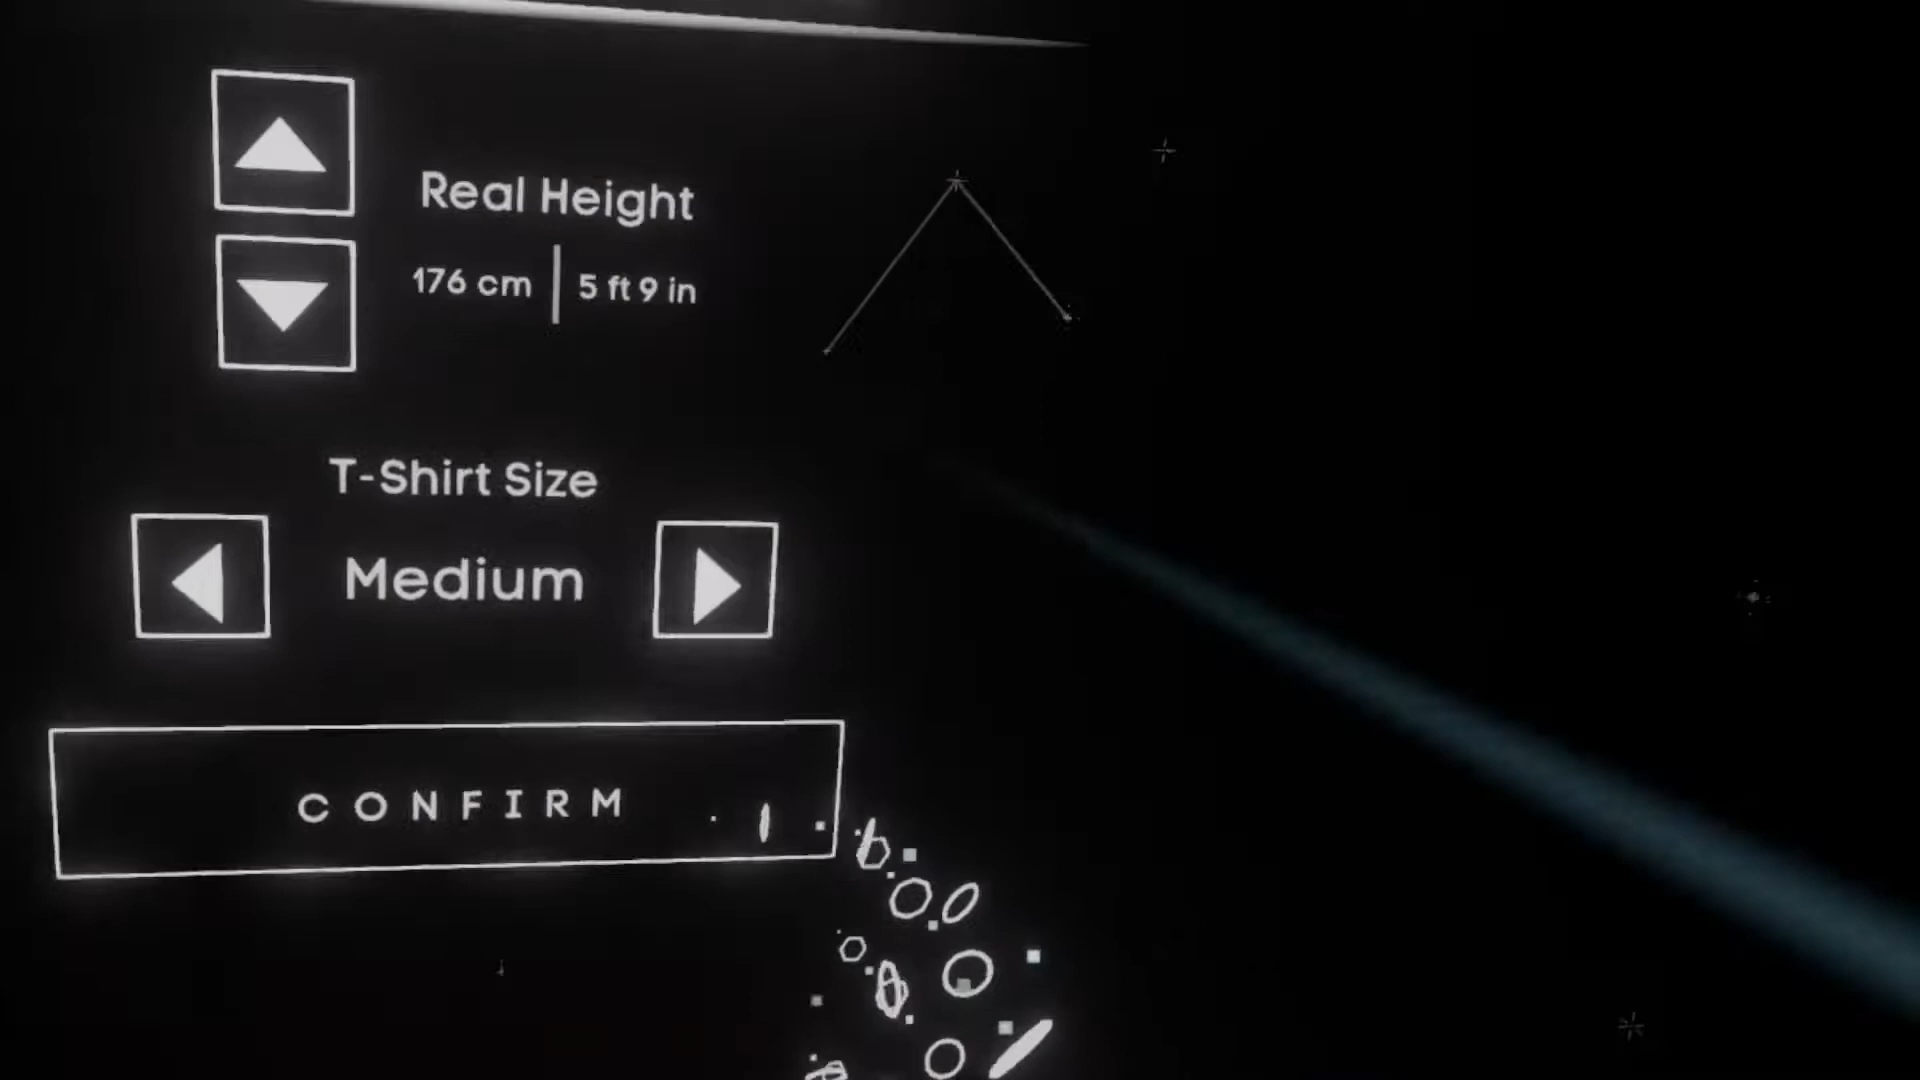 Real Height
176 cm | 5 ft 9 in
T-Shirt Size
Medium
CONFIRM